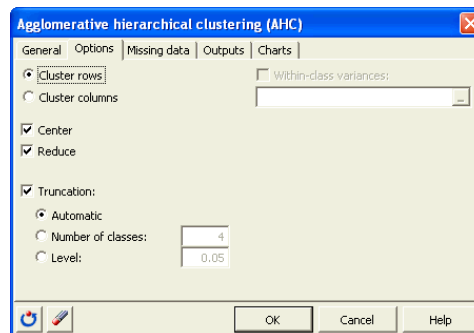 Agglomerative hierarchical clustering (AHC)
General Options Missing data Outputs Charts
Cluster rows
Within-class variances:
Cluster columns
...
Center
Reduce
Truncation:
Automatic
Number of classes: 4
Level: 0.05
OK Cancel Help